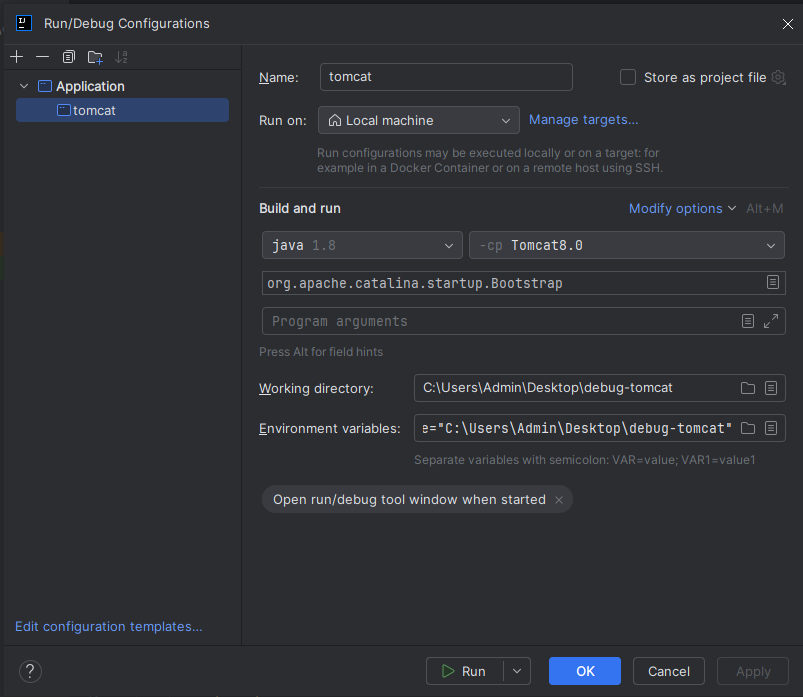 Run/Debug Configurations
Application
tomcat
Name: tomcat Store as project file
Run on: Local machine Manage targets...
Run configurations may be executed locally or on a target: for
example in a Docker Container or on a remote host using SSH.
Build and run Modify options Alt+M
java 1.8 -cp Tomcat8.0
org.apache.catalina.startup.Bootstrap
Program arguments
Press Alt for field hints
Working directory: C:\Users\Admin\Desktop\debug-tomcat
Environment variables: e="C:\Users\Admin\Desktop\debug-tomcat"
Separate variables with semicolon: VAR=value; VAR1=value1
Open run/debug tool window when started
Edit configuration templates...
? Run OK Cancel Apply